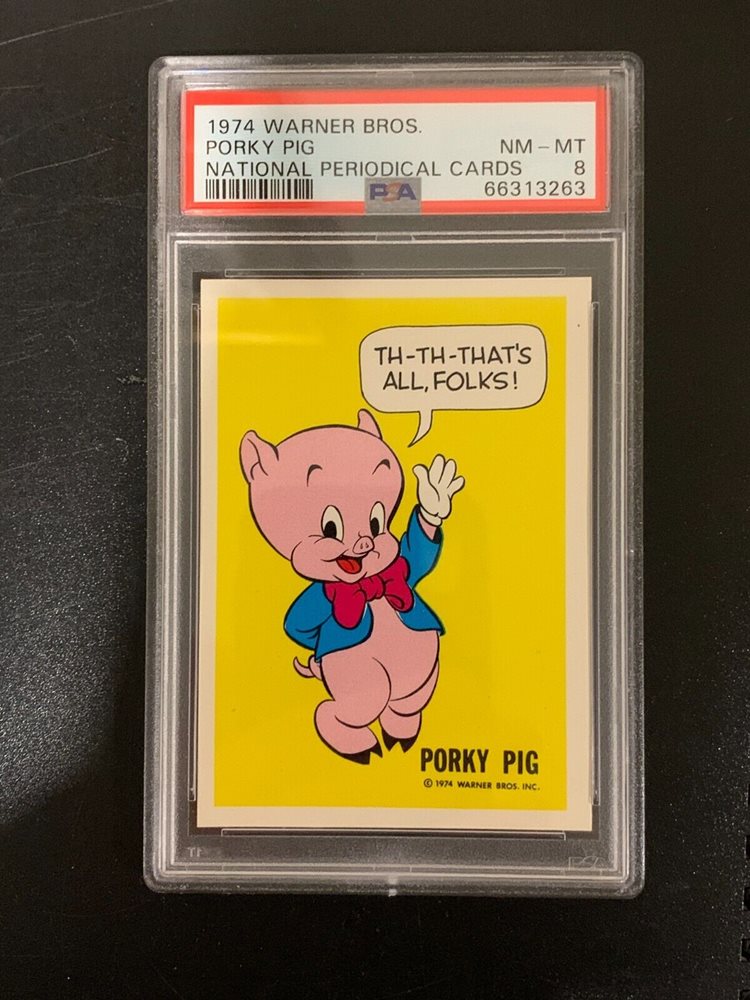 1974 WARNER BROS.
PORKY PIG NM - MT
NATIONAL PERIODICAL CARDS 8
PSA 66313263
TH-TH-THAT'S
ALL, FOLKS!
PORKY PIG
© 1974 WARNER BROS. INC.